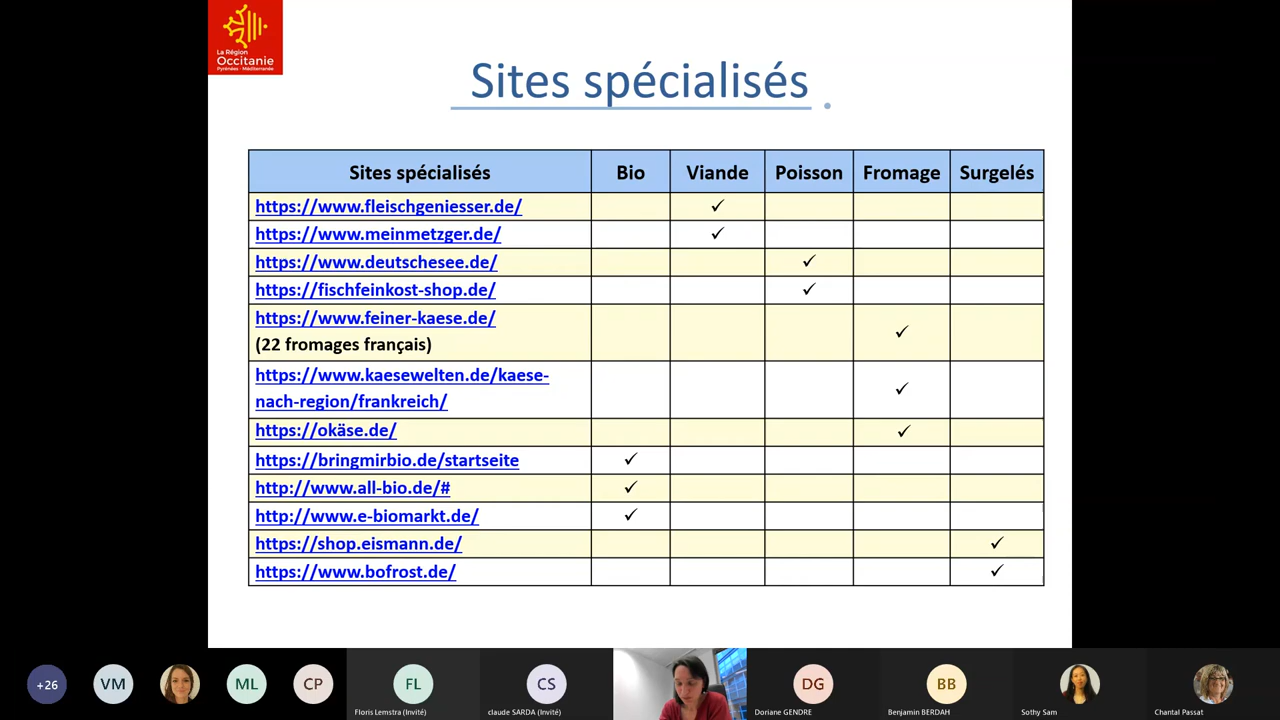 La Région
Occitanie
Pyrénées - Méditerranée
Sites spécialisés
Sites spécialisés Bio Viande Poisson Fromage Surgelés
https://www.fleischgeniesser.de/ ✓
https://www.meinmetzger.de/ ✓
https://www.deutschesee.de/ ✓
https://fischfeinkost-shop.de/ ✓
https://www.feiner-kaese.de/
(22 fromages français) ✓
https://www.kaesewelten.de/kaese-
nach-region/frankreich/ ✓
https://okäse.de/ ✓
https://bringmirbio.de/startseite ✓
http://www.all-bio.de/# ✓
http://www.e-biomarkt.de/ ✓
https://shop.eismann.de/ ✓
https://www.bofrost.de/ ✓
+26 VM ML CP FL CS DG BB
Floris Lemstra (Invité) claude SARDA (Invité) Doriane GENDRE Benjamin BERDAH Sothy Sam Chantal Passat